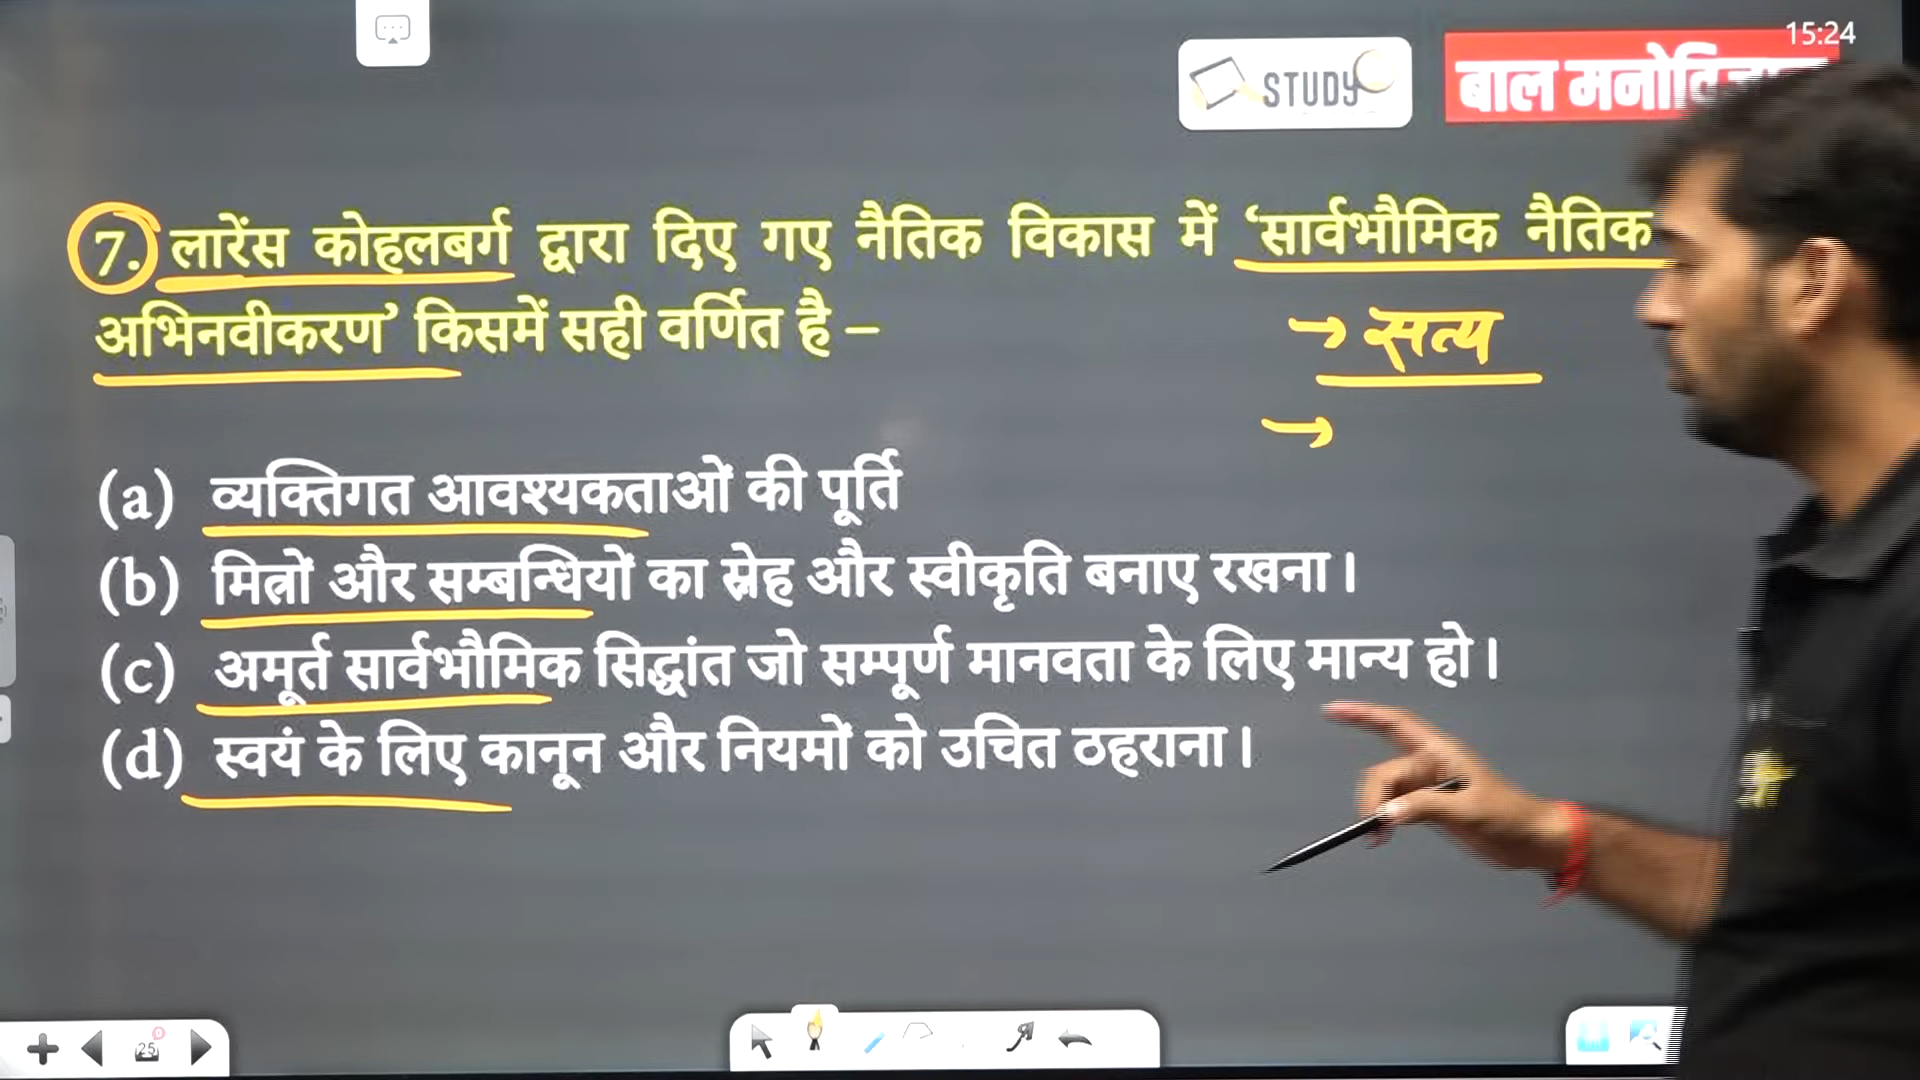 15:24
STUDY
बाल मनोविज्ञान
7. लारेंस कोहलबर्ग द्वारा दिए गए नैतिक विकास में ‘सार्वभौमिक नैतिक
अभिनवीकरण’ किसमें सही वर्णित है –
→ सत्य
→
(a) व्यक्तिगत आवश्यकताओं की पूर्ति
(b) मित्रों और सम्बन्धियों का स्नेह और स्वीकृति बनाए रखना।
(c) अमूर्त सार्वभौमिक सिद्धांत जो सम्पूर्ण मानवता के लिए मान्य हो।
(d) स्वयं के लिए कानून और नियमों को उचित ठहराना।
25